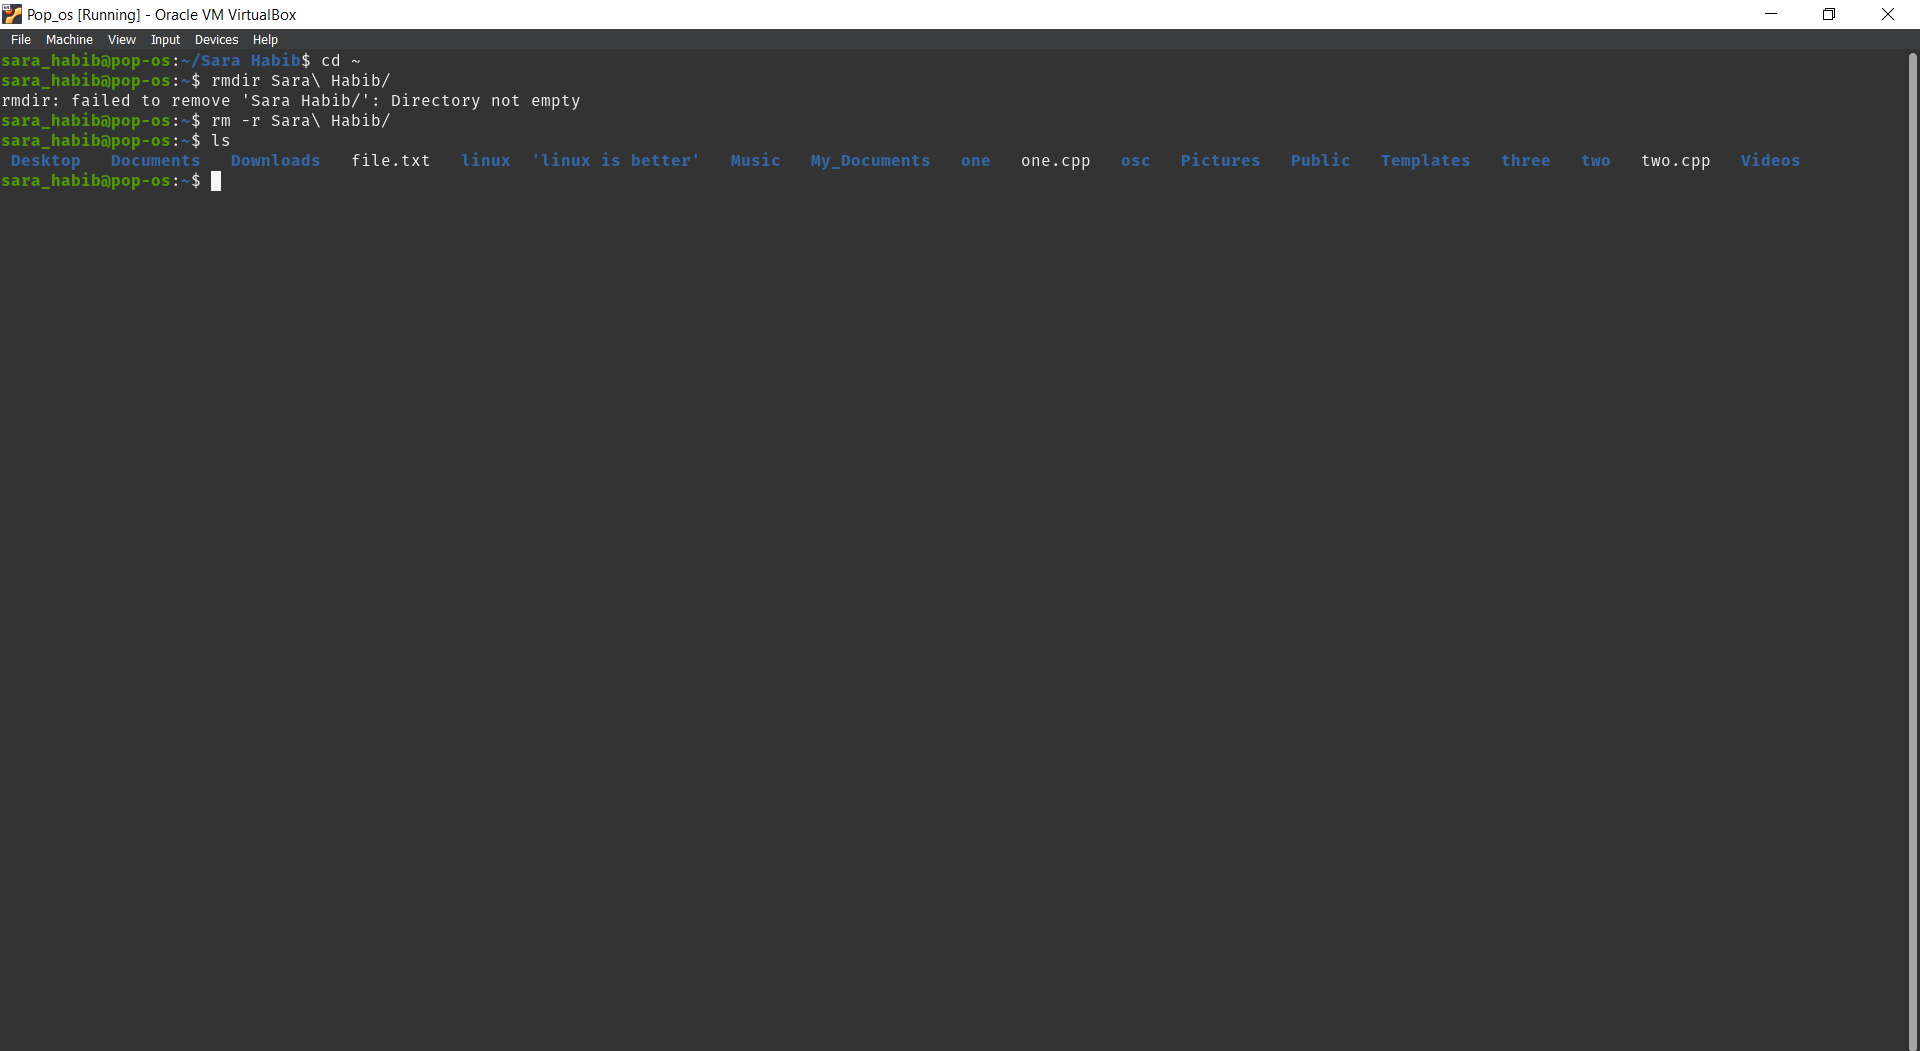 Pop_os [Running] - Oracle VM VirtualBox
File Machine View Input Devices Help
sara_habib@pop-os:~/Sara Habib$ cd ~
sara_habib@pop-os:~$ rmdir Sara\ Habib/
rmdir: failed to remove 'Sara Habib/': Directory not empty
sara_habib@pop-os:~$ rm -r Sara\ Habib/
sara_habib@pop-os:~$ ls
Desktop Documents Downloads file.txt linux 'linux is better' Music My_Documents one one.cpp osc Pictures Public Templates three two two.cpp Videos
sara_habib@pop-os:~$